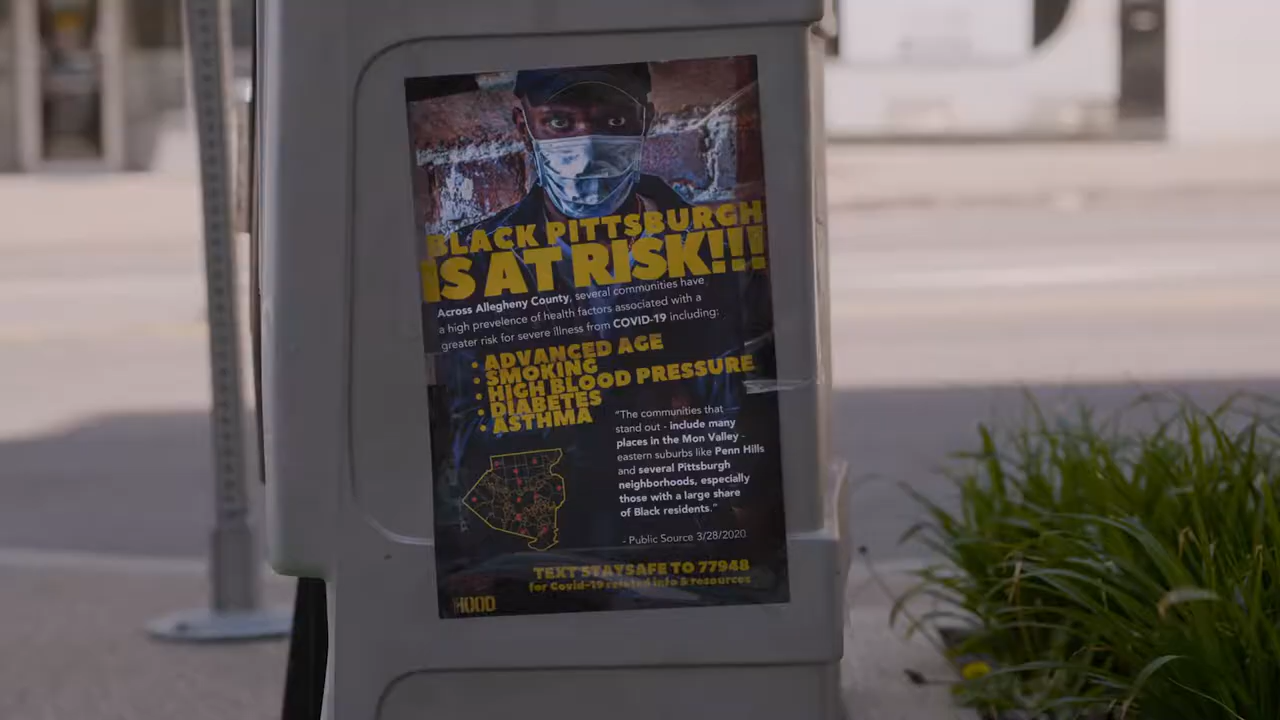 BLACK PITTSBURGH
IS AT RISK!!!
Across Allegheny County, several communities have
a high prevelence of health factors associated with a
greater risk for severe illness from COVID-19 including:
• ADVANCED AGE
• SMOKING
• HIGH BLOOD PRESSURE
• DIABETES
• ASTHMA
"The communities that
stand out - include many
places in the Mon Valley -
eastern suburbs like Penn Hills
and several Pittsburgh
neighborhoods, especially
those with a large share
of Black residents."
- Public Source 3/28/2020
TEXT STAYSAFE TO 77948
for Covid-19 related info & resources
1HOOD